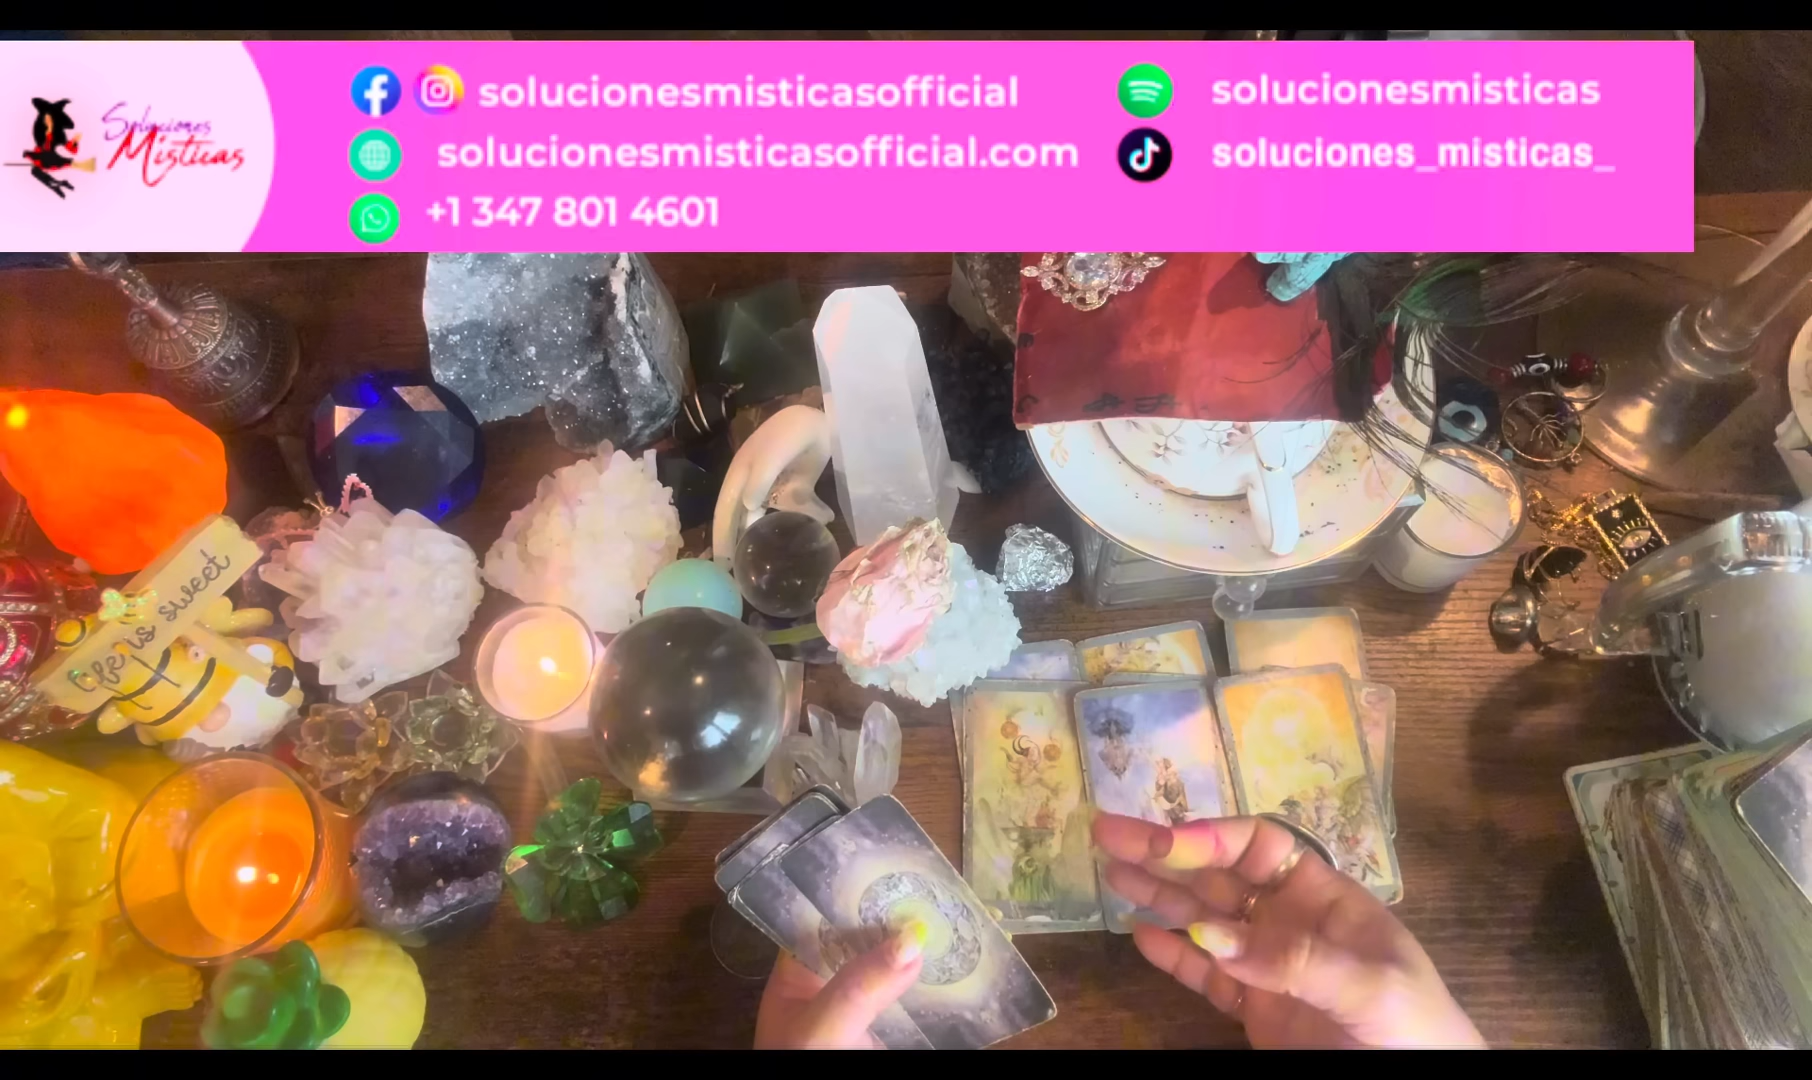 Soluciones
Místicas
solucionesmisticasofficial
solucionesmisticasofficial.com
+1 347 801 4601
solucionesmisticas
soluciones_misticas_
life is sweet